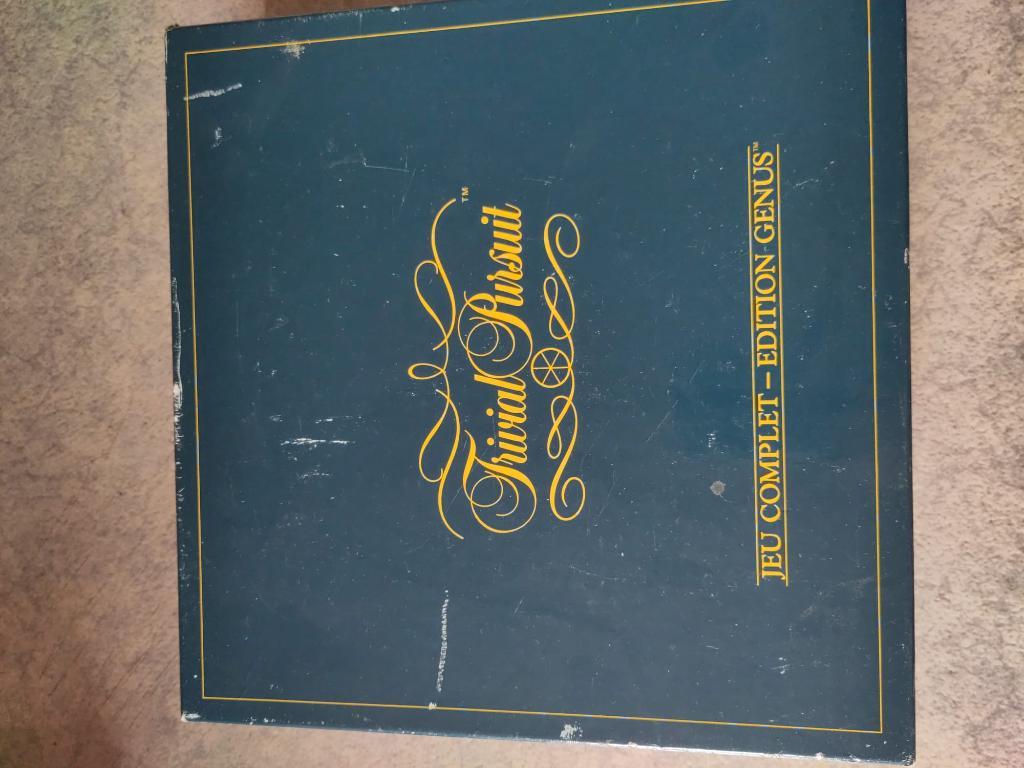 Trivial Pursuit™
JEU COMPLET – EDITION GENUS™